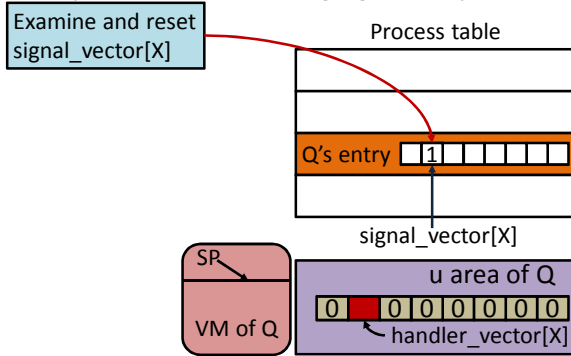 Examine and reset
signal_vector[X]
Process table
Q's entry
1
signal_vector[X]
SP
VM of Q
u area of Q
0 0 0 0 0 0 0
handler_vector[X]